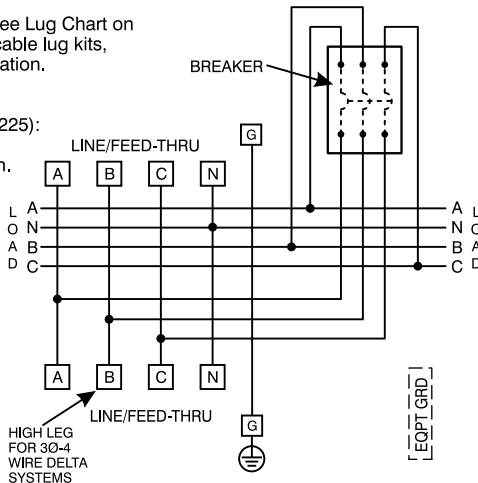 ee Lug Chart on
cable lug kits,
ation.
225):
n.
BREAKER
LINE/FEED-THRU
G
A B C N
L O A D
A
N
B
C
A
N
B
C
L O A D
A B C N
LINE/FEED-THRU
G
HIGH LEG
FOR 3Ø-4
WIRE DELTA
SYSTEMS
EQPT GRD